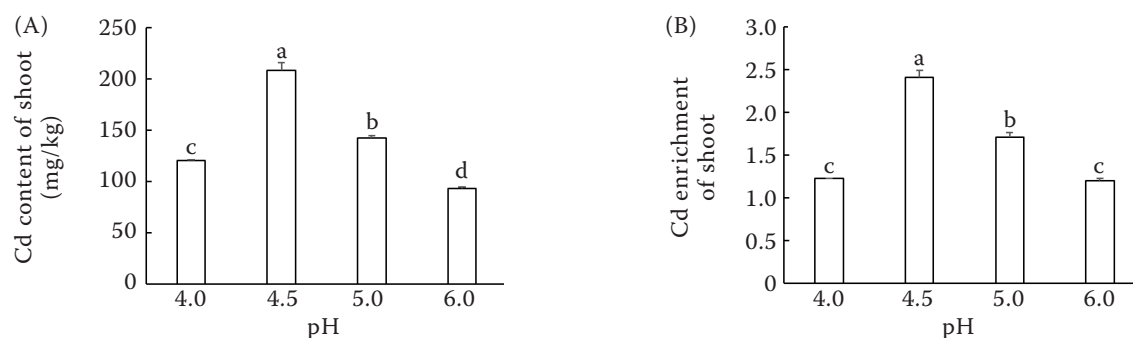 (A)
Cd content of shoot
(mg/kg)
250
200
150
100
50
0
c
a
b
d
4.0 4.5 5.0 6.0
pH
(B)
Cd enrichment
of shoot
3.0
2.5
2.0
1.5
1.0
0.5
0
c
a
b
c
4.0 4.5 5.0 6.0
pH